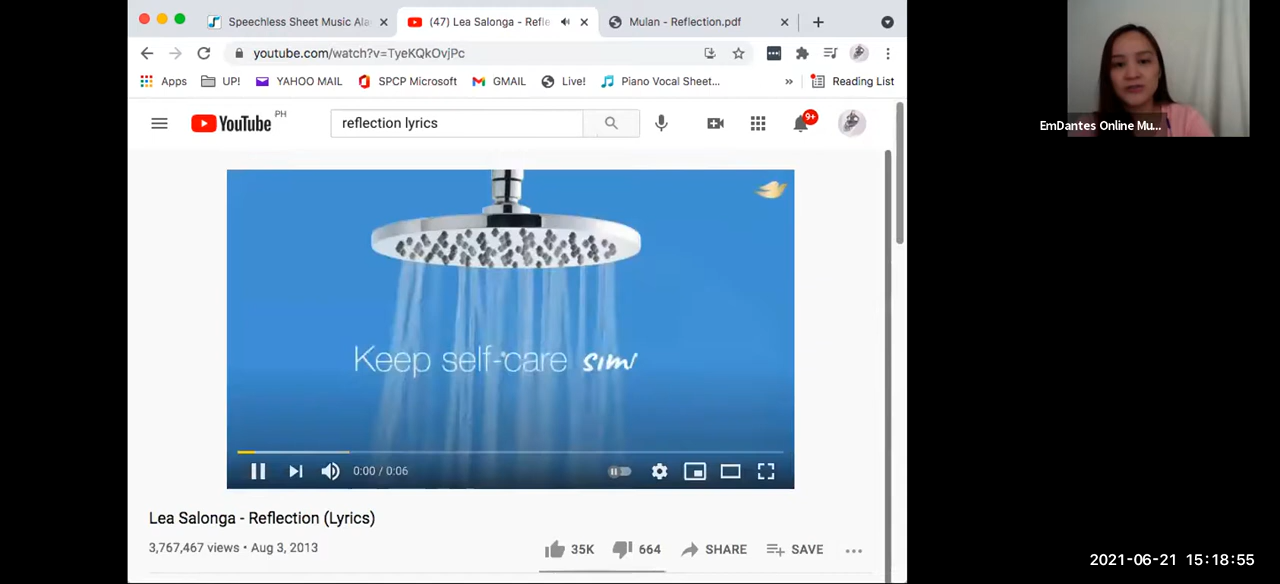 Speechless Sheet Music Ala
(47) Lea Salonga - Refle
Mulan - Reflection.pdf
youtube.com/watch?v=TyeKQkOvjPc
Apps
UP!
YAHOO MAIL
SPCP Microsoft
GMAIL
Live!
Piano Vocal Sheet...
»
Reading List
YouTube PH
reflection lyrics
9+
EmDantes Online Mu...
Keep self-care simi
0:00 / 0:06
Lea Salonga - Reflection (Lyrics)
3,767,467 views • Aug 3, 2013
35K
664
SHARE
SAVE
2021-06-21 15:18:55